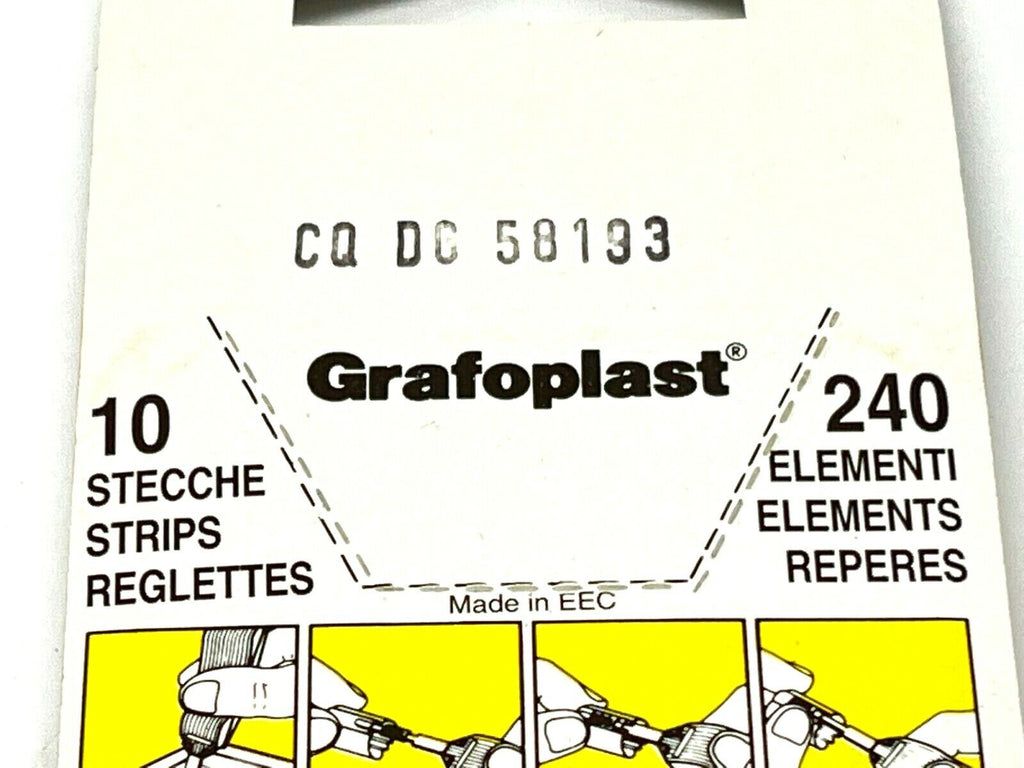 CQ DC 58193
Grafoplast®
10
STECCHE
STRIPS
REGLETTES
240
ELEMENTI
ELEMENTS
REPERES
Made in EEC